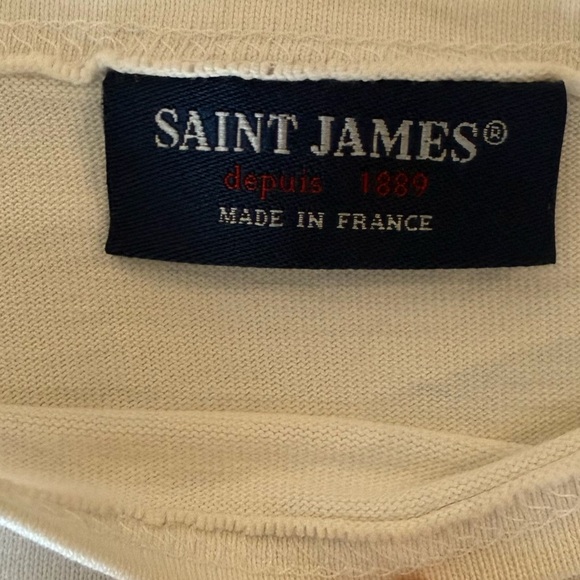 SAINT JAMES®
depuis 1889
MADE IN FRANCE